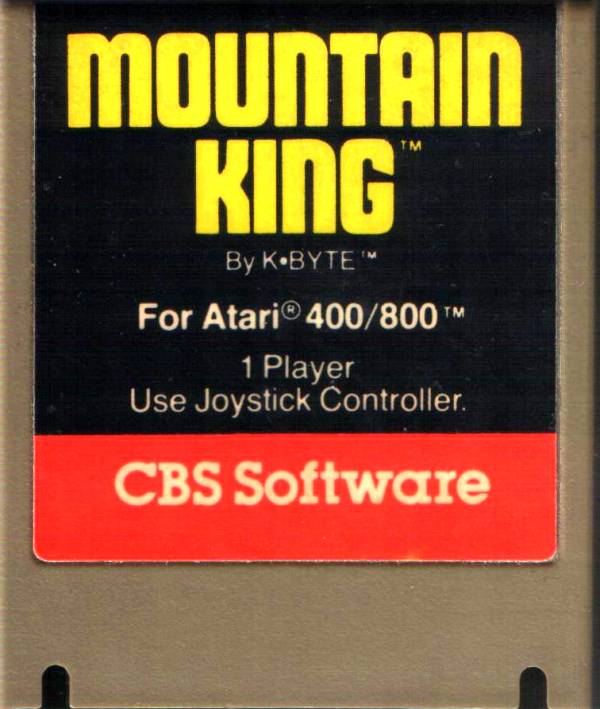 MOUNTAIN
KING™
By K•BYTE™
For Atari® 400/800™
1 Player
Use Joystick Controller.
CBS Software